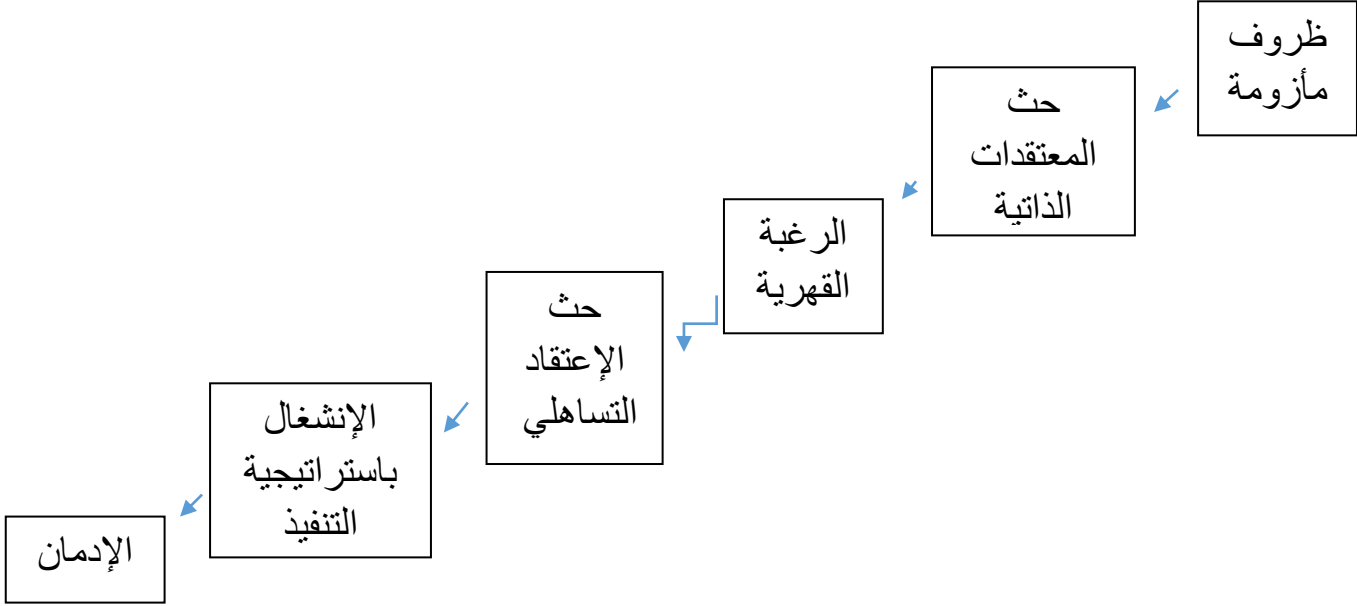 ظروف
مأزومة
حث
المعتقدات
الذاتية
الرغبة
القهرية
حث
الإعتقاد
التساهلي
الإنشغال
باستراتيجية
التنفيذ
الإدمان